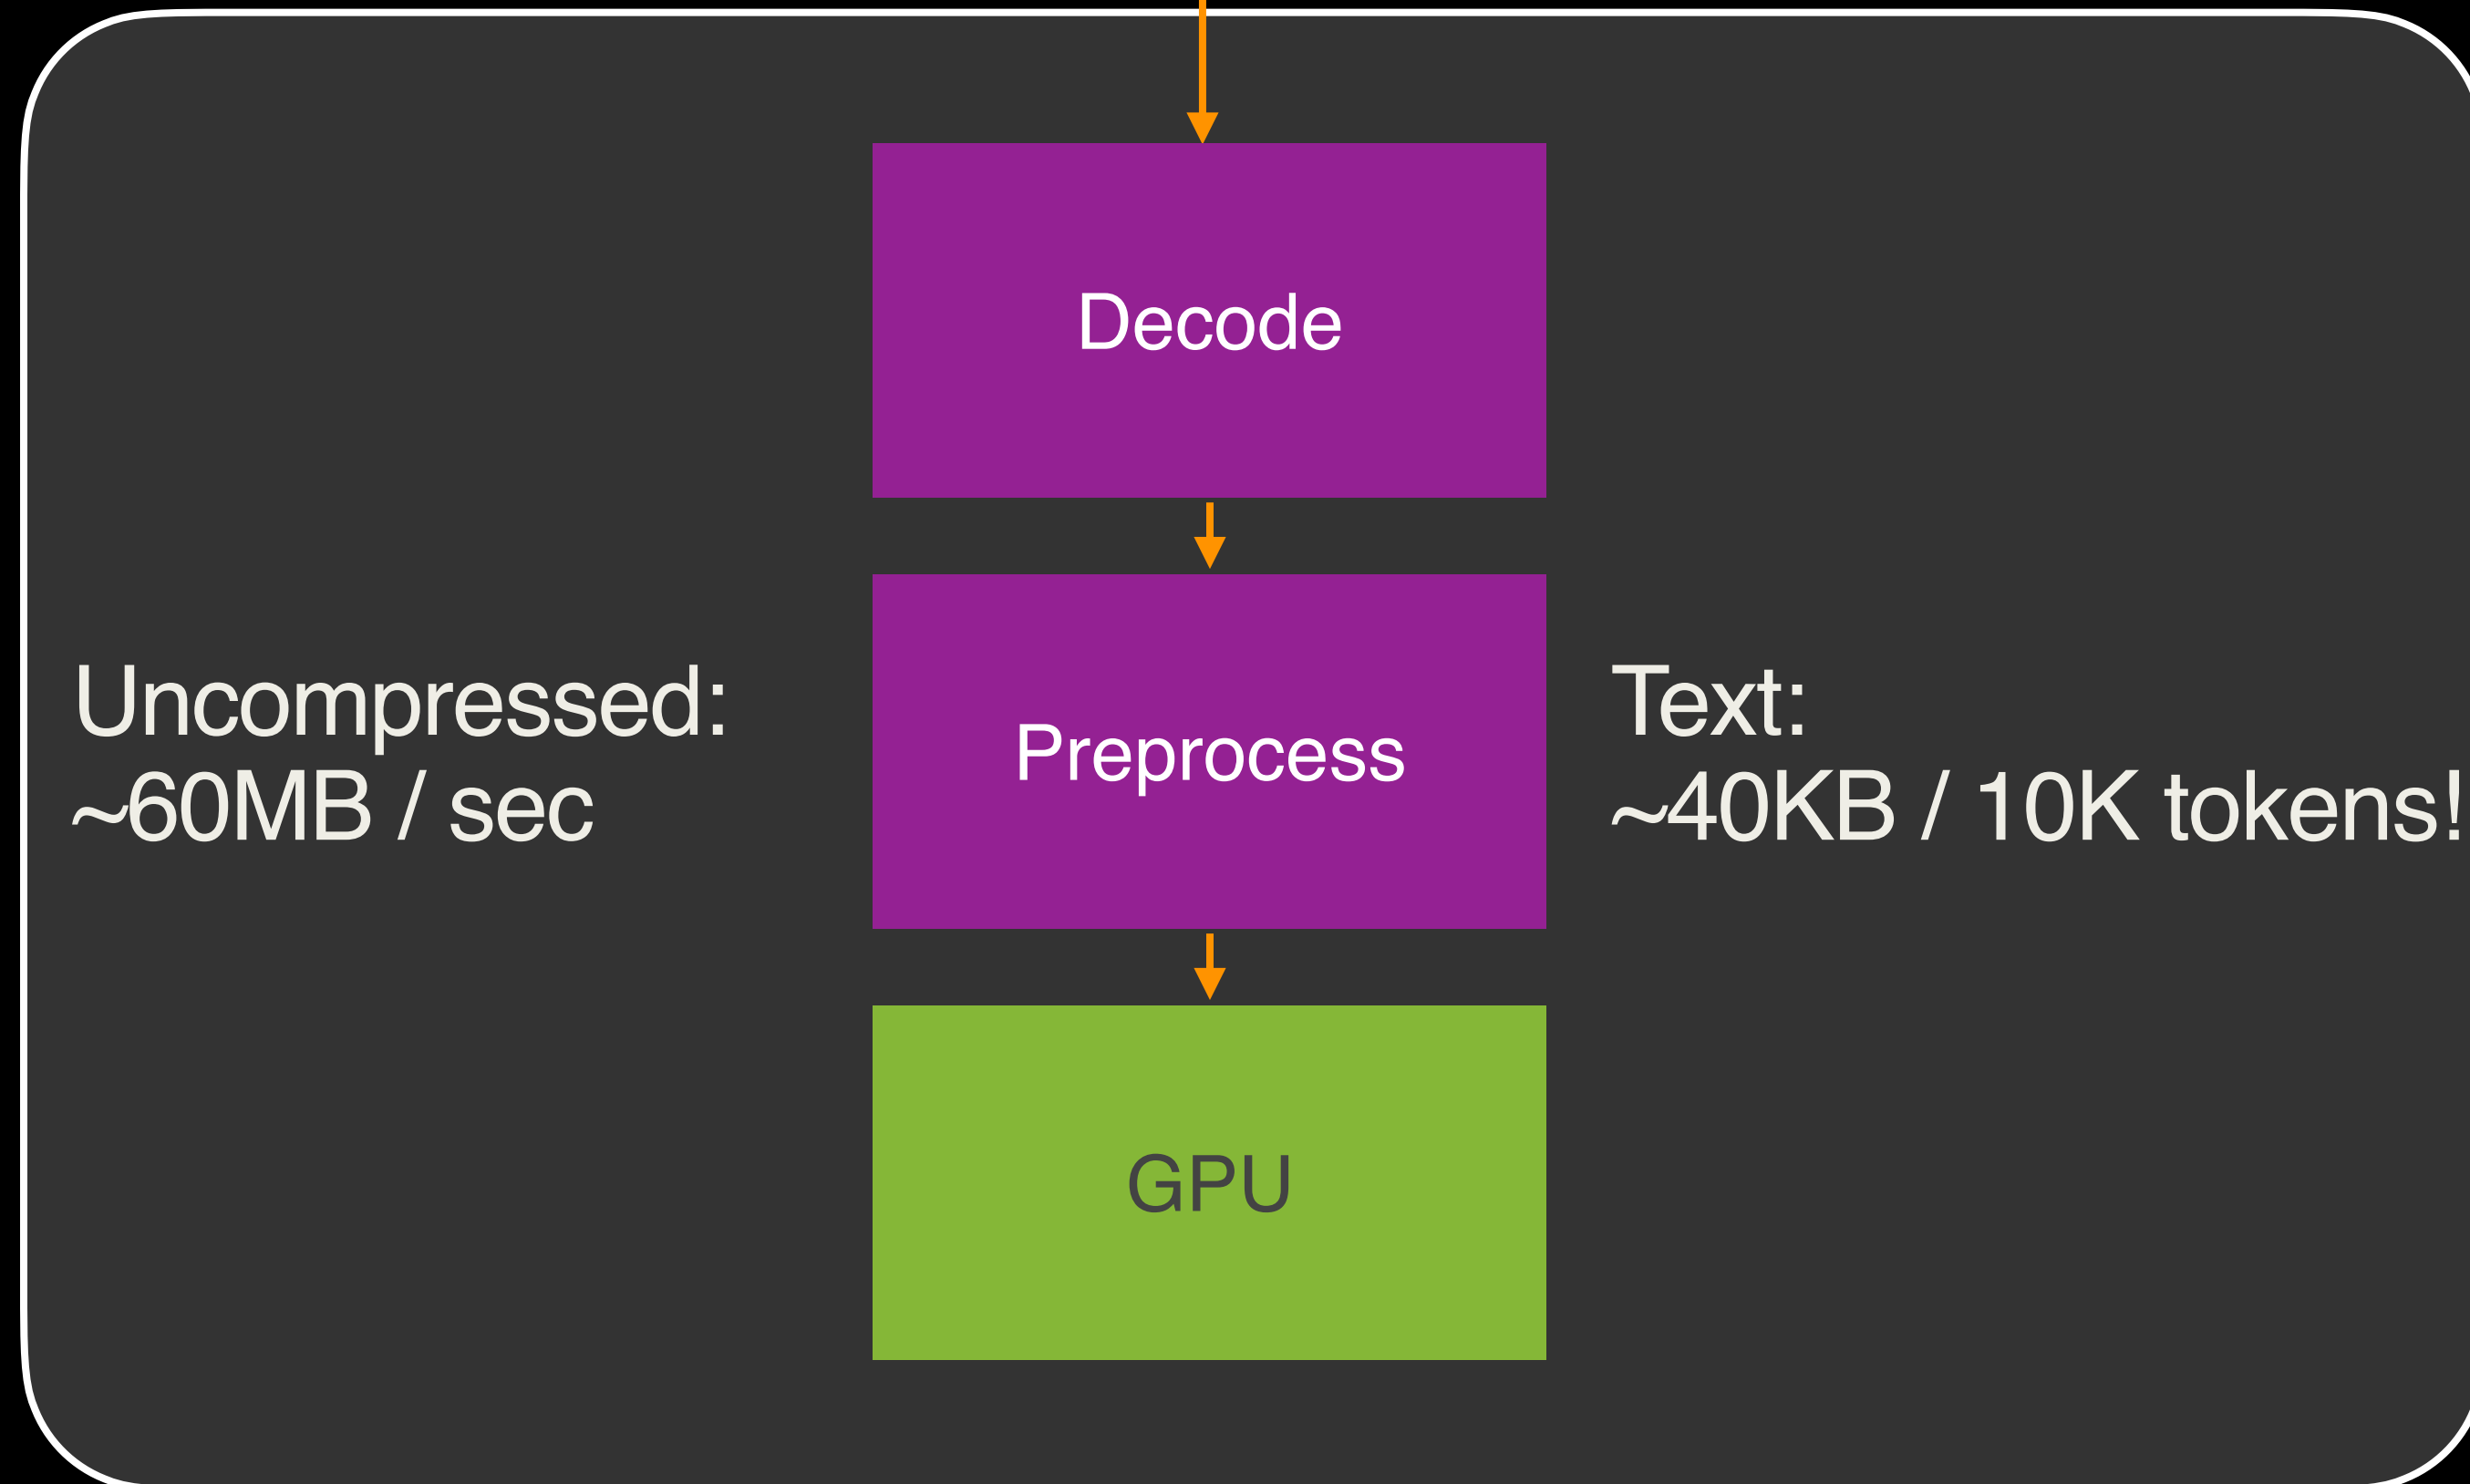 Decode
Uncompressed:
~60MB / sec
Preprocess
Text:
~40KB / 10K tokens!
GPU